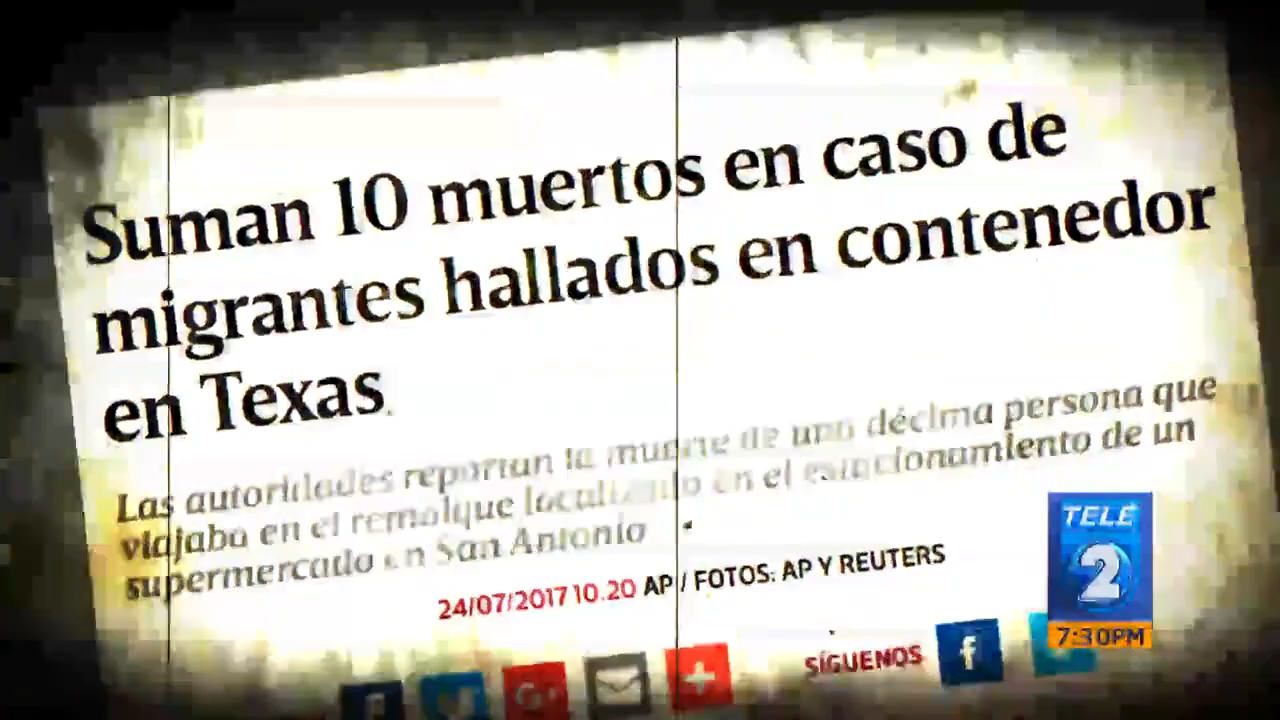 Suman 10 muertos en caso de
migrantes hallados en contenedor
en Texas
Las autoridades reportan la muerte de una décima persona que
viajaba en el remolque localizado en el estacionamiento de un
supermercado en San Antonio
24/07/2017 10.20 AP / FOTOS: AP Y REUTERS
SÍGUENOS
TELÉ
2
7:30PM